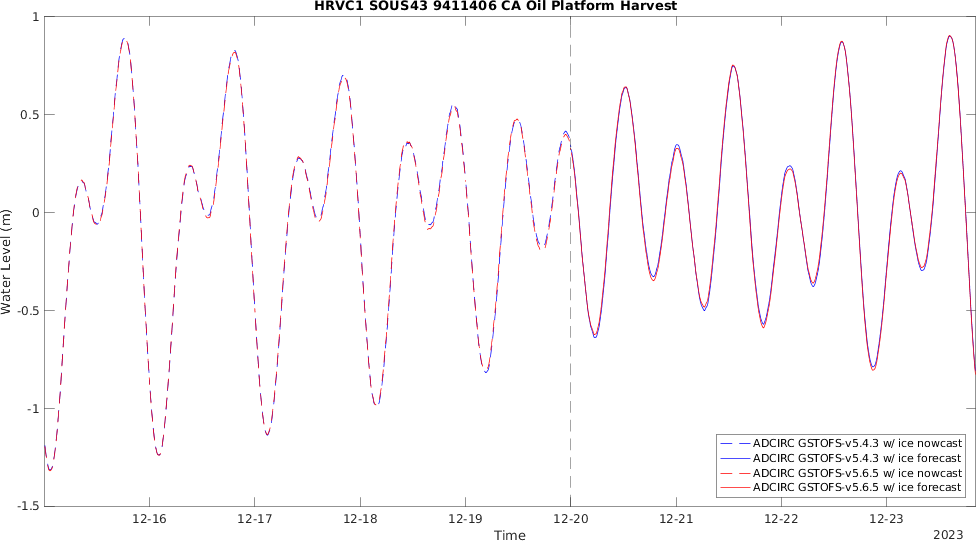 HRVC1 SOUS43 9411406 CA Oil Platform Harvest
1
0.5
0
-0.5
-1
-1.5
Water Level (m)
12-16
12-17
12-18
12-19
12-20
12-21
12-22
12-23
Time
2023
ADCIRC GSTOFS-v5.4.3 w/ ice nowcast
ADCIRC GSTOFS-v5.4.3 w/ ice forecast
ADCIRC GSTOFS-v5.6.5 w/ ice nowcast
ADCIRC GSTOFS-v5.6.5 w/ ice forecast